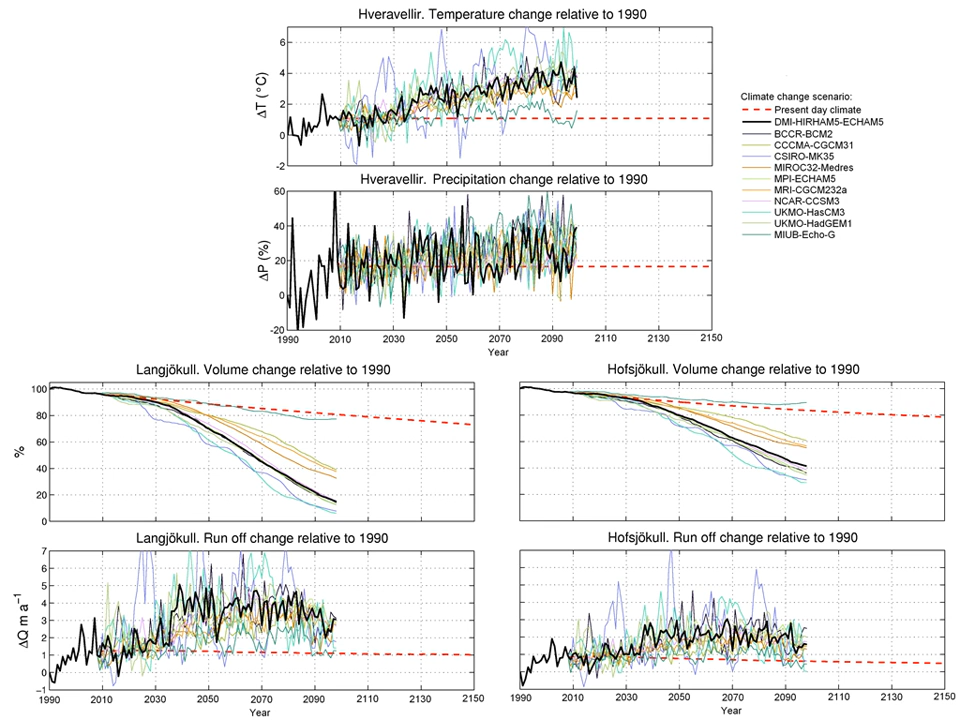 Hveravellir. Temperature change relative to 1990
ΔT (°C)
6
4
2
0
-2
Climate change scenario:
Present day climate
DMI-HIRHAM5-ECHAM5
BCCR-BCM2
CCCMA-CGCM31
CSIRO-MK35
MIROC32-Medres
MPI-ECHAM5
MRI-CGCM232a
NCAR-CCSM3
UKMO-HasCM3
UKMO-HadGEM1
MIUB-Echo-G
Hveravellir. Precipitation change relative to 1990
ΔP (%)
60
40
20
0
-20
1990 2010 2030 2050 2070 2090 2110 2130 2150
Year
Langjökull. Volume change relative to 1990
%
100
80
60
40
20
0
Hofsjökull. Volume change relative to 1990
Langjökull. Run off change relative to 1990
ΔQ m a⁻¹
7
6
5
4
3
2
1
0
−1
1990 2010 2030 2050 2070 2090 2110 2130 2150
Year
Hofsjökull. Run off change relative to 1990
1990 2010 2030 2050 2070 2090 2110 2130 2150
Year